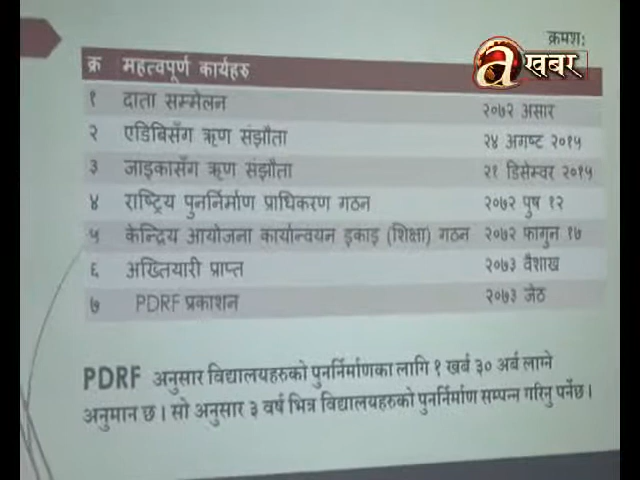 क्रमशः
a खबर
क्र महत्वपूर्ण कार्यहरु
१ दाता सम्मेलन २०७२ असार
२ एडिबिसँग ऋण संझौता २४ अगष्ट २०१५
३ जाइकासँग ऋण संझौता २१ डिसेम्वर २०१५
४ राष्ट्रिय पुनर्निर्माण प्राधिकरण गठन २०७२ पुष १२
५ केन्द्रिय आयोजना कार्यान्वयन इकाइ (शिक्षा) गठन २०७२ फागुन १७
६ अख्तियारी प्राप्त २०७३ वैशाख
७ PDRF प्रकाशन २०७३ जेठ
PDRF अनुसार विद्यालयहरुको पुनर्निर्माणका लागि १ खर्ब ३० अर्ब लाग्ने
अनुमान छ । सो अनुसार ३ वर्ष भित्र विद्यालयहरुको पुनर्निर्माण सम्पन्न गरिनु पर्नेछ ।